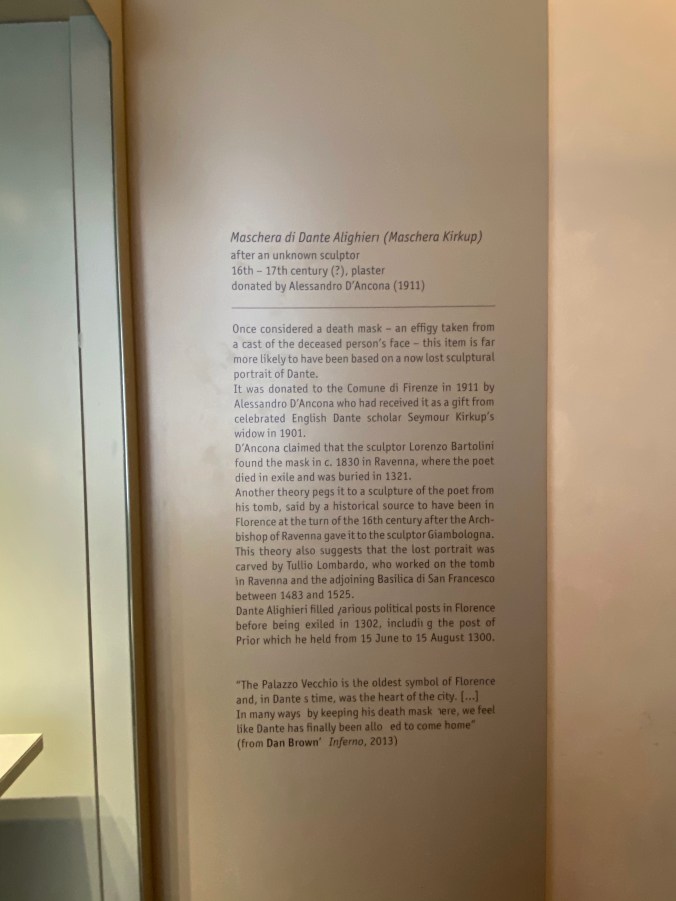 Maschera di Dante Alighieri (Maschera Kirkup)
after an unknown sculptor
16th – 17th century (?), plaster
donated by Alessandro D'Ancona (1911)
Once considered a death mask – an effigy taken from
a cast of the deceased person's face – this item is far
more likely to have been based on a now lost sculptural
portrait of Dante.
It was donated to the Comune di Firenze in 1911 by
Alessandro D'Ancona who had received it as a gift from
celebrated English Dante scholar Seymour Kirkup's
widow in 1901.
D'Ancona claimed that the sculptor Lorenzo Bartolini
found the mask in c. 1830 in Ravenna, where the poet
died in exile and was buried in 1321.
Another theory pegs it to a sculpture of the poet from
his tomb, said by a historical source to have been in
Florence at the turn of the 16th century after the Arch-
bishop of Ravenna gave it to the sculptor Giambologna.
This theory also suggests that the lost portrait was
carved by Tullio Lombardo, who worked on the tomb
in Ravenna and the adjoining Basilica di San Francesco
between 1483 and 1525.
Dante Alighieri filled various political posts in Florence
before being exiled in 1302, includi g the post of
Prior which he held from 15 June to 15 August 1300.
"The Palazzo Vecchio is the oldest symbol of Florence
and, in Dante s time, was the heart of the city. [...]
In many ways by keeping his death mask here, we feel
like Dante has finally been allo ed to come home"
(from Dan Brown' Inferno, 2013)